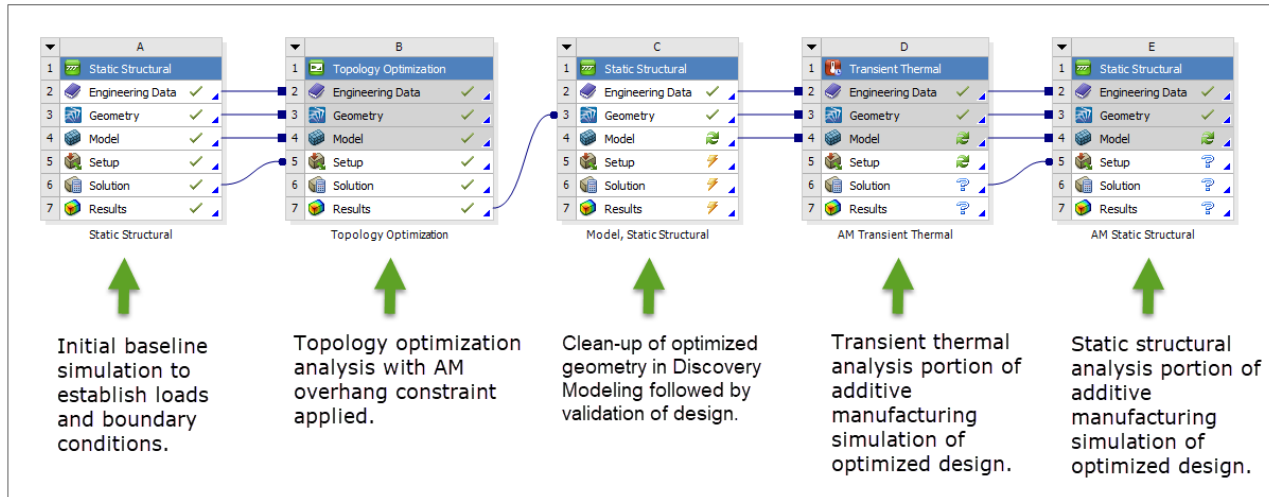 A
1 Static Structural
2 Engineering Data
3 Geometry
4 Model
5 Setup
6 Solution
7 Results
Static Structural
B
1 Topology Optimization
2 Engineering Data
3 Geometry
4 Model
5 Setup
6 Solution
7 Results
Topology Optimization
C
1 Static Structural
2 Engineering Data
3 Geometry
4 Model
5 Setup
6 Solution
7 Results
Model, Static Structural
D
1 Transient Thermal
2 Engineering Data
3 Geometry
4 Model
5 Setup
6 Solution
7 Results
AM Transient Thermal
E
1 Static Structural
2 Engineering Data
3 Geometry
4 Model
5 Setup
6 Solution
7 Results
AM Static Structural
Initial baseline
simulation to
establish loads
and boundary
conditions.
Topology optimization
analysis with AM
overhang constraint
applied.
Clean-up of optimized
geometry in Discovery
Modeling followed by
validation of design.
Transient thermal
analysis portion of
additive
manufacturing
simulation of
optimized design.
Static structural
analysis portion of
additive
manufacturing
simulation of
optimized design.